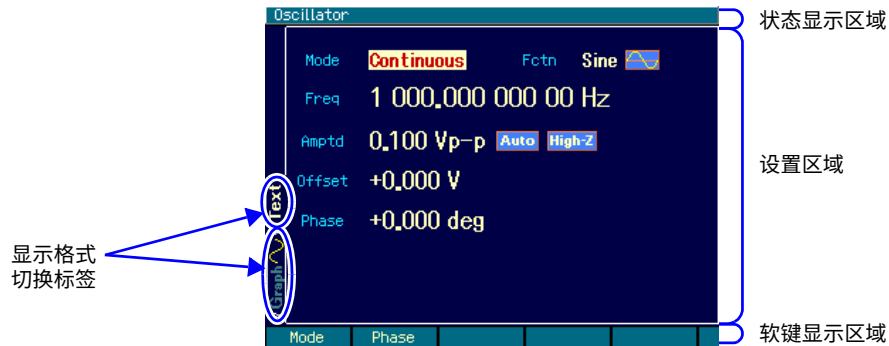 Oscillator
状态显示区域
Mode Continuous Fctn Sine
Freq 1 000.000 000 00 Hz
Amptd 0.100 Vp-p Auto High-Z
设置区域
Offset +0.000 V
Text
Phase +0.000 deg
显示格式
切换标签
Graph
Mode Phase
软键显示区域